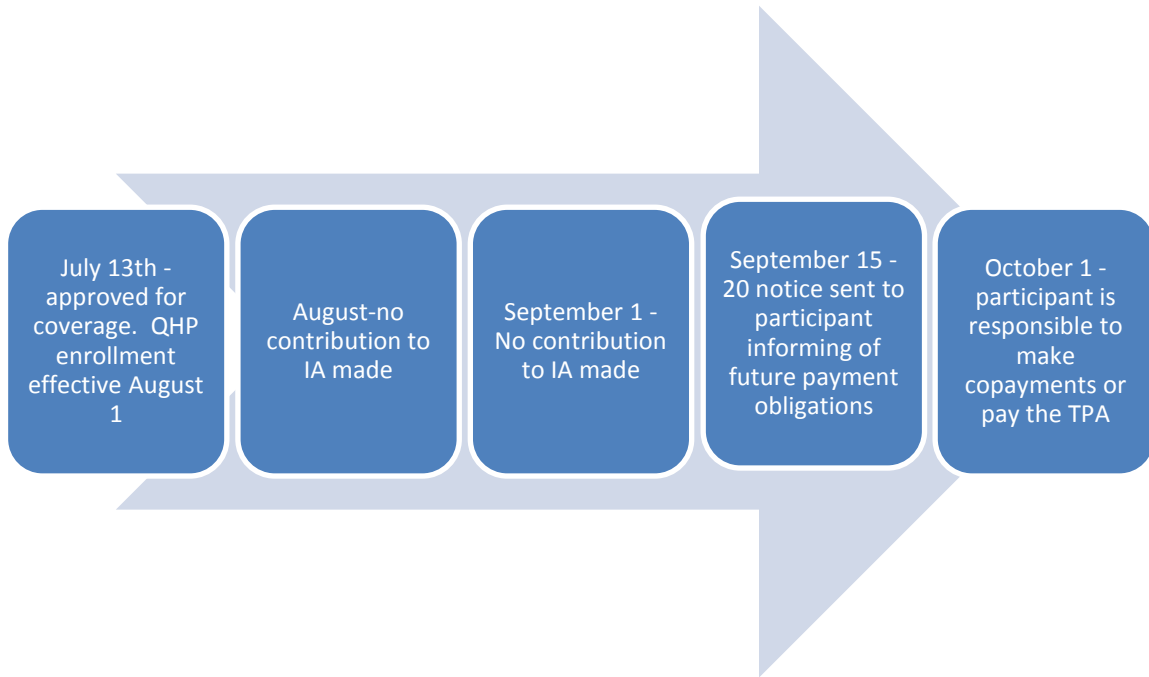 July 13th -
approved for
coverage.  QHP
enrollment
effective August
1
August-no
contribution to
IA made
September 1 -
No contribution
to IA made
September 15 -
20 notice sent to
participant
informing of
future payment
obligations
October 1 -
participant is
responsible to
make
copayments or
pay the TPA